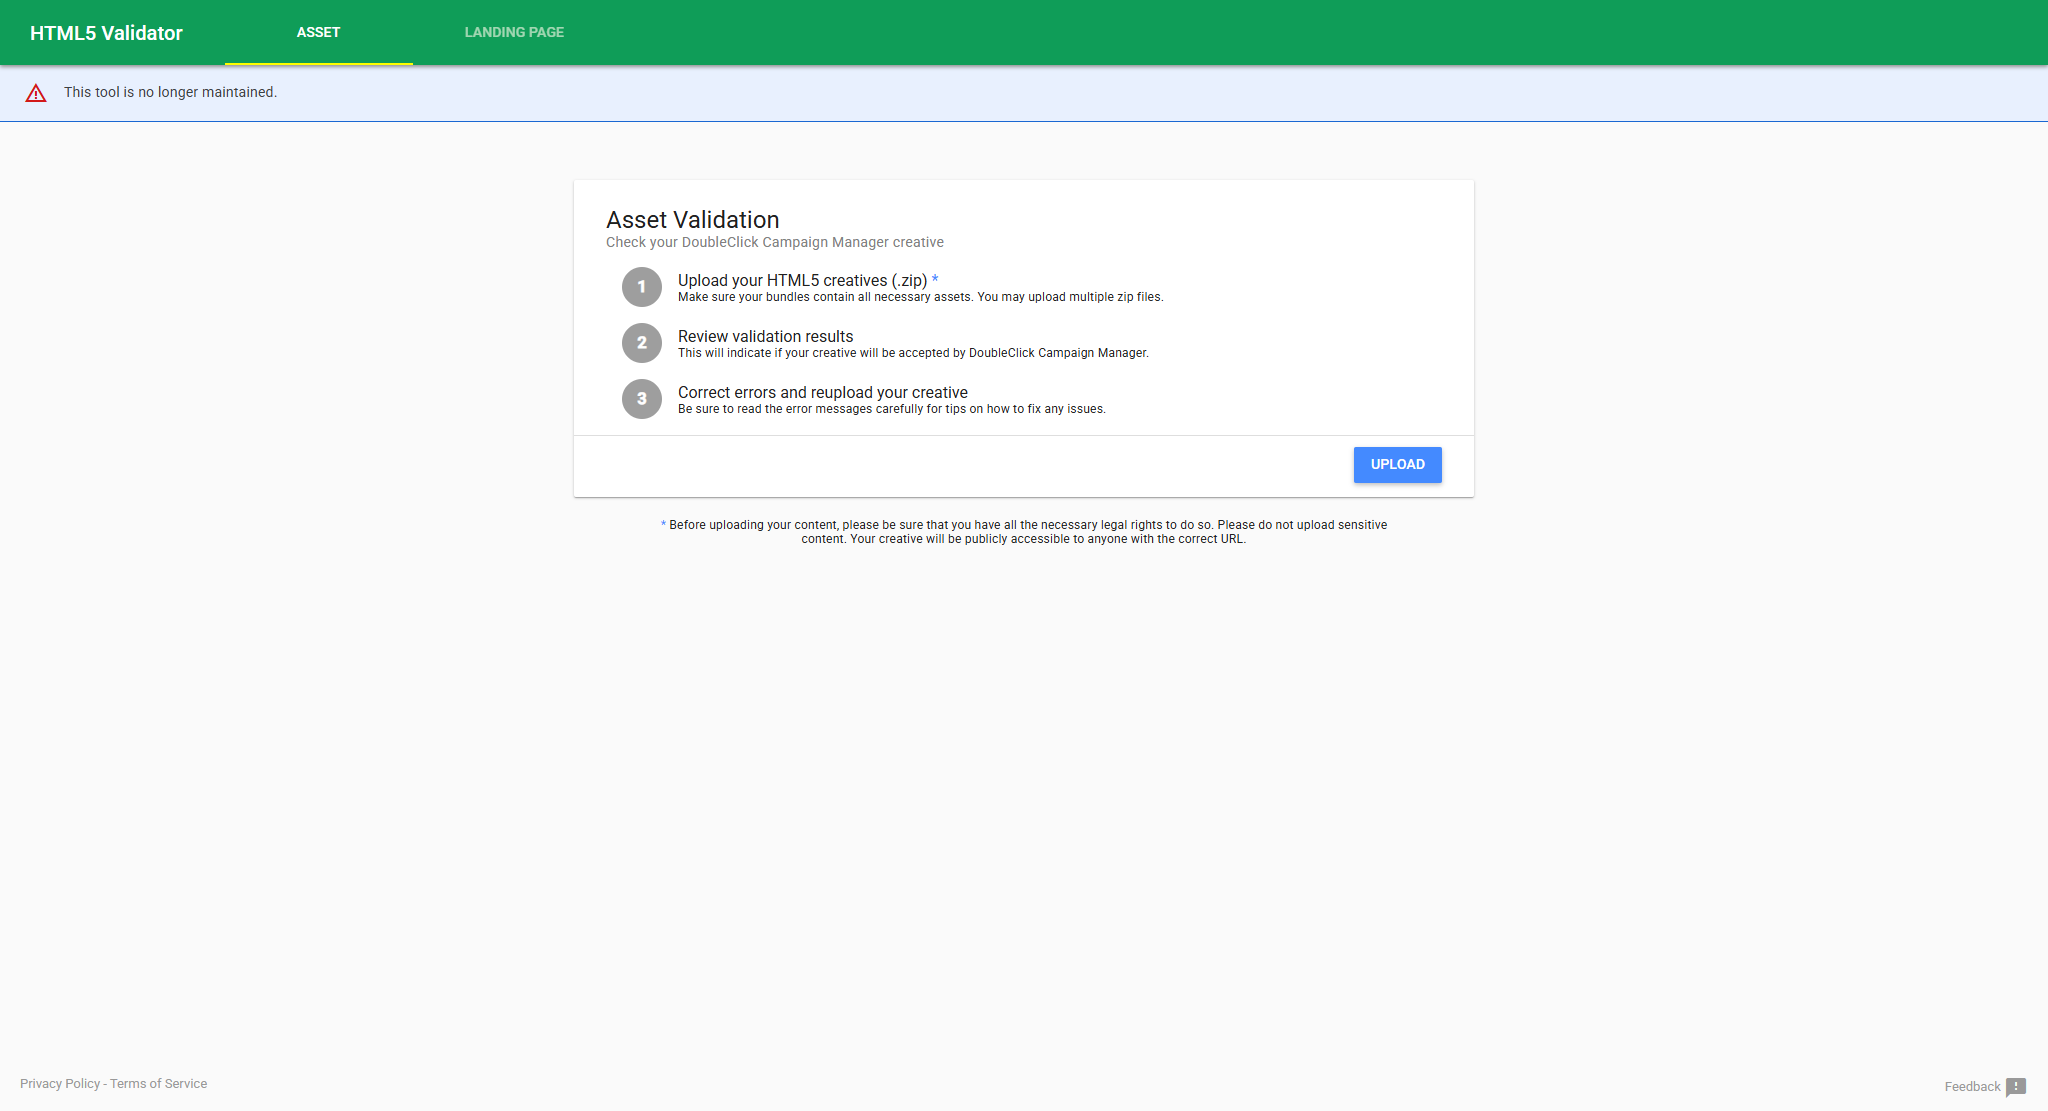 HTML5 Validator
ASSET
LANDING PAGE
This tool is no longer maintained.
Asset Validation
Check your DoubleClick Campaign Manager creative
1
Upload your HTML5 creatives (.zip) *
Make sure your bundles contain all necessary assets. You may upload multiple zip files.
2
Review validation results
This will indicate if your creative will be accepted by DoubleClick Campaign Manager.
3
Correct errors and reupload your creative
Be sure to read the error messages carefully for tips on how to fix any issues.
UPLOAD
* Before uploading your content, please be sure that you have all the necessary legal rights to do so. Please do not upload sensitive
content. Your creative will be publicly accessible to anyone with the correct URL.
Privacy Policy - Terms of Service
Feedback